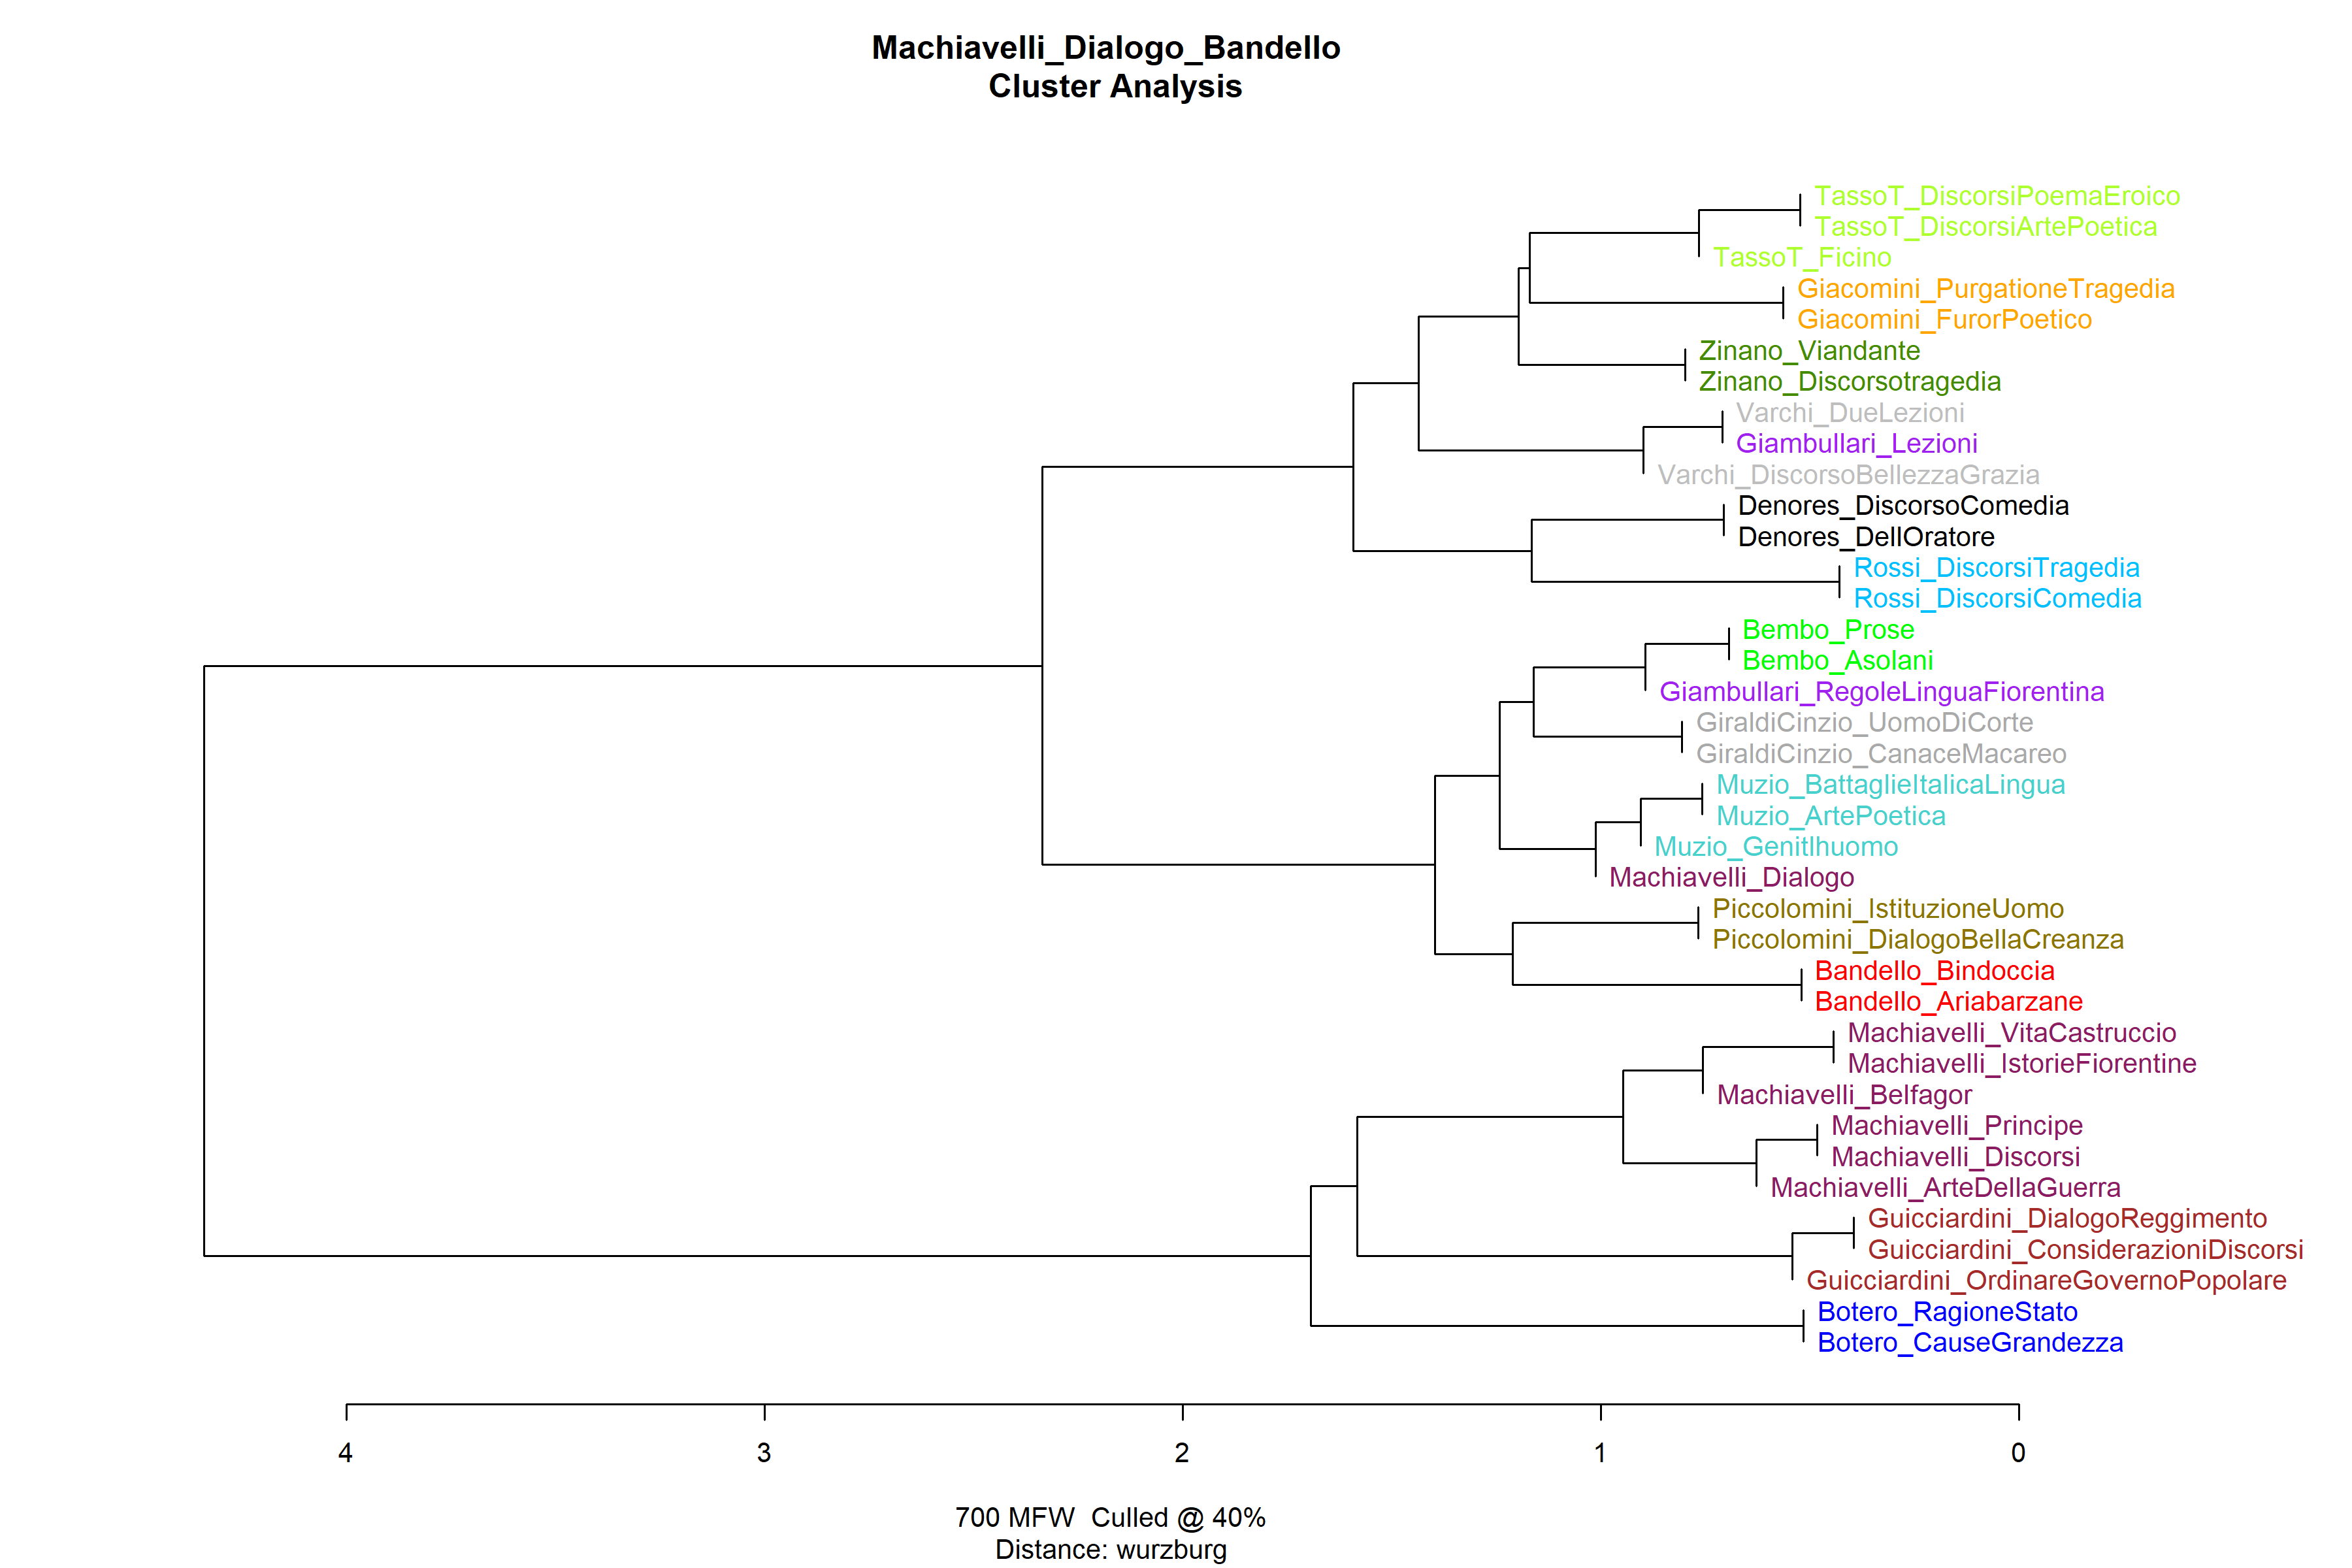 Machiavelli_Dialogo_Bandello
Cluster Analysis
TassoT_DiscorsiPoemaEroico
TassoT_DiscorsiArtePoetica
TassoT_Ficino
Giacomini_PurgationeTragedia
Giacomini_FurorPoetico
Zinano_Viandante
Zinano_Discorsotragedia
Varchi_DueLezioni
Giambullari_Lezioni
Varchi_DiscorsoBellezzaGrazia
Denores_DiscorsoComedia
Denores_DellOratore
Rossi_DiscorsiTragedia
Rossi_DiscorsiComedia
Bembo_Prose
Bembo_Asolani
Giambullari_RegoleLinguaFiorentina
GiraldiCinzio_UomoDiCorte
GiraldiCinzio_CanaceMacareo
Muzio_BattaglieItalicaLingua
Muzio_ArtePoetica
Muzio_Genitlhuomo
Machiavelli_Dialogo
Piccolomini_IstituzioneUomo
Piccolomini_DialogoBellaCreanza
Bandello_Bindoccia
Bandello_Ariabarzane
Machiavelli_VitaCastruccio
Machiavelli_IstorieFiorentine
Machiavelli_Belfagor
Machiavelli_Principe
Machiavelli_Discorsi
Machiavelli_ArteDellaGuerra
Guicciardini_DialogoReggimento
Guicciardini_ConsiderazioniDiscorsi
Guicciardini_OrdinareGovernoPopolare
Botero_RagioneStato
Botero_CauseGrandezza
4 3 2 1 0
700 MFW  Culled @ 40%
Distance: wurzburg